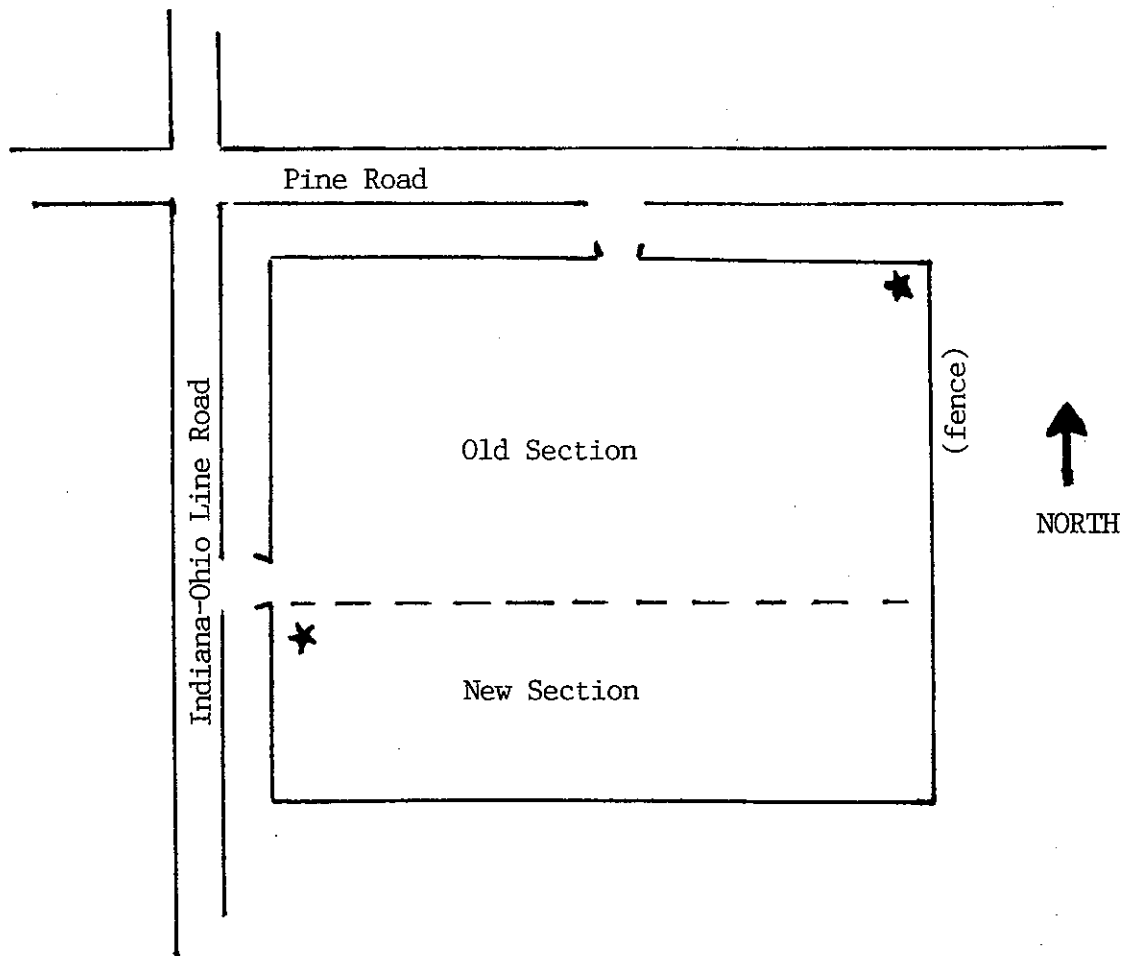 Pine Road
Indiana-Ohio Line Road
(fence)
Old Section
NORTH
New Section